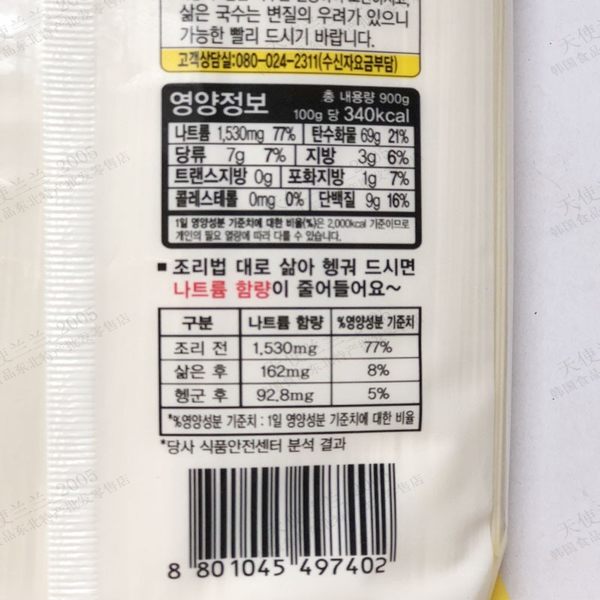 삶은 국수는 변질의 우려가 있으니
가능한 빨리 드시기 바랍니다.
고객상담실:080-024-2311(수신자요금부담)
영양정보
총 내용량 900g
100g 당 340kcal
나트륨 1,530mg 77% 탄수화물 69g 21%
당류 7g 7% 지방 3g 6%
트랜스지방 0g 포화지방 1g 7%
콜레스테롤 0mg 0% 단백질 9g 16%
1일 영양성분 기준치에 대한 비율(%)은 2,000kcal 기준이므로
개인의 필요 열량에 따라 다를 수 있습니다.
■ 조리법 대로 삶아 헹궈 드시면
나트륨 함량이 줄어들어요~
구분 나트륨 함량 %영양성분 기준치
조리 전 1,530mg 77%
삶은 후 162mg 8%
헹군 후 92.8mg 5%
*%영양성분 기준치 : 1일 영양성분 기준치에 대한 비율
*당사 식품안전센터 분석 결과
8 801045 497402